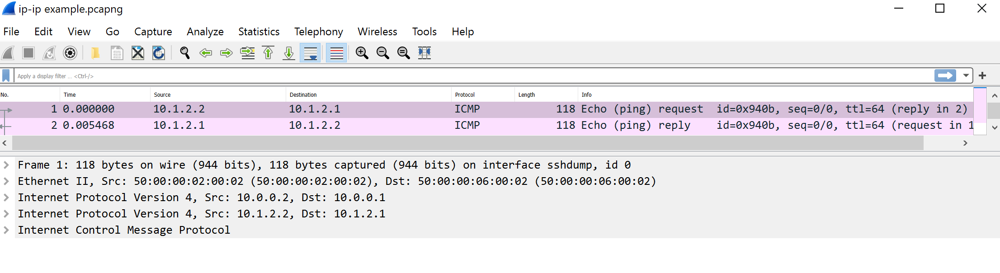 ip-ip example.pcapng
File Edit View Go Capture Analyze Statistics Telephony Wireless Tools Help
Apply a display filter ... <Ctrl-/>
No. Time Source Destination Protocol Length Info
1 0.000000 10.1.2.2 10.1.2.1 ICMP 118 Echo (ping) request id=0x940b, seq=0/0, ttl=64 (reply in 2)
2 0.005468 10.1.2.1 10.1.2.2 ICMP 118 Echo (ping) reply id=0x940b, seq=0/0, ttl=64 (request in 1
Frame 1: 118 bytes on wire (944 bits), 118 bytes captured (944 bits) on interface sshdump, id 0
Ethernet II, Src: 50:00:00:02:00:02 (50:00:00:02:00:02), Dst: 50:00:00:06:00:02 (50:00:00:06:00:02)
Internet Protocol Version 4, Src: 10.0.0.2, Dst: 10.0.0.1
Internet Protocol Version 4, Src: 10.1.2.2, Dst: 10.1.2.1
Internet Control Message Protocol